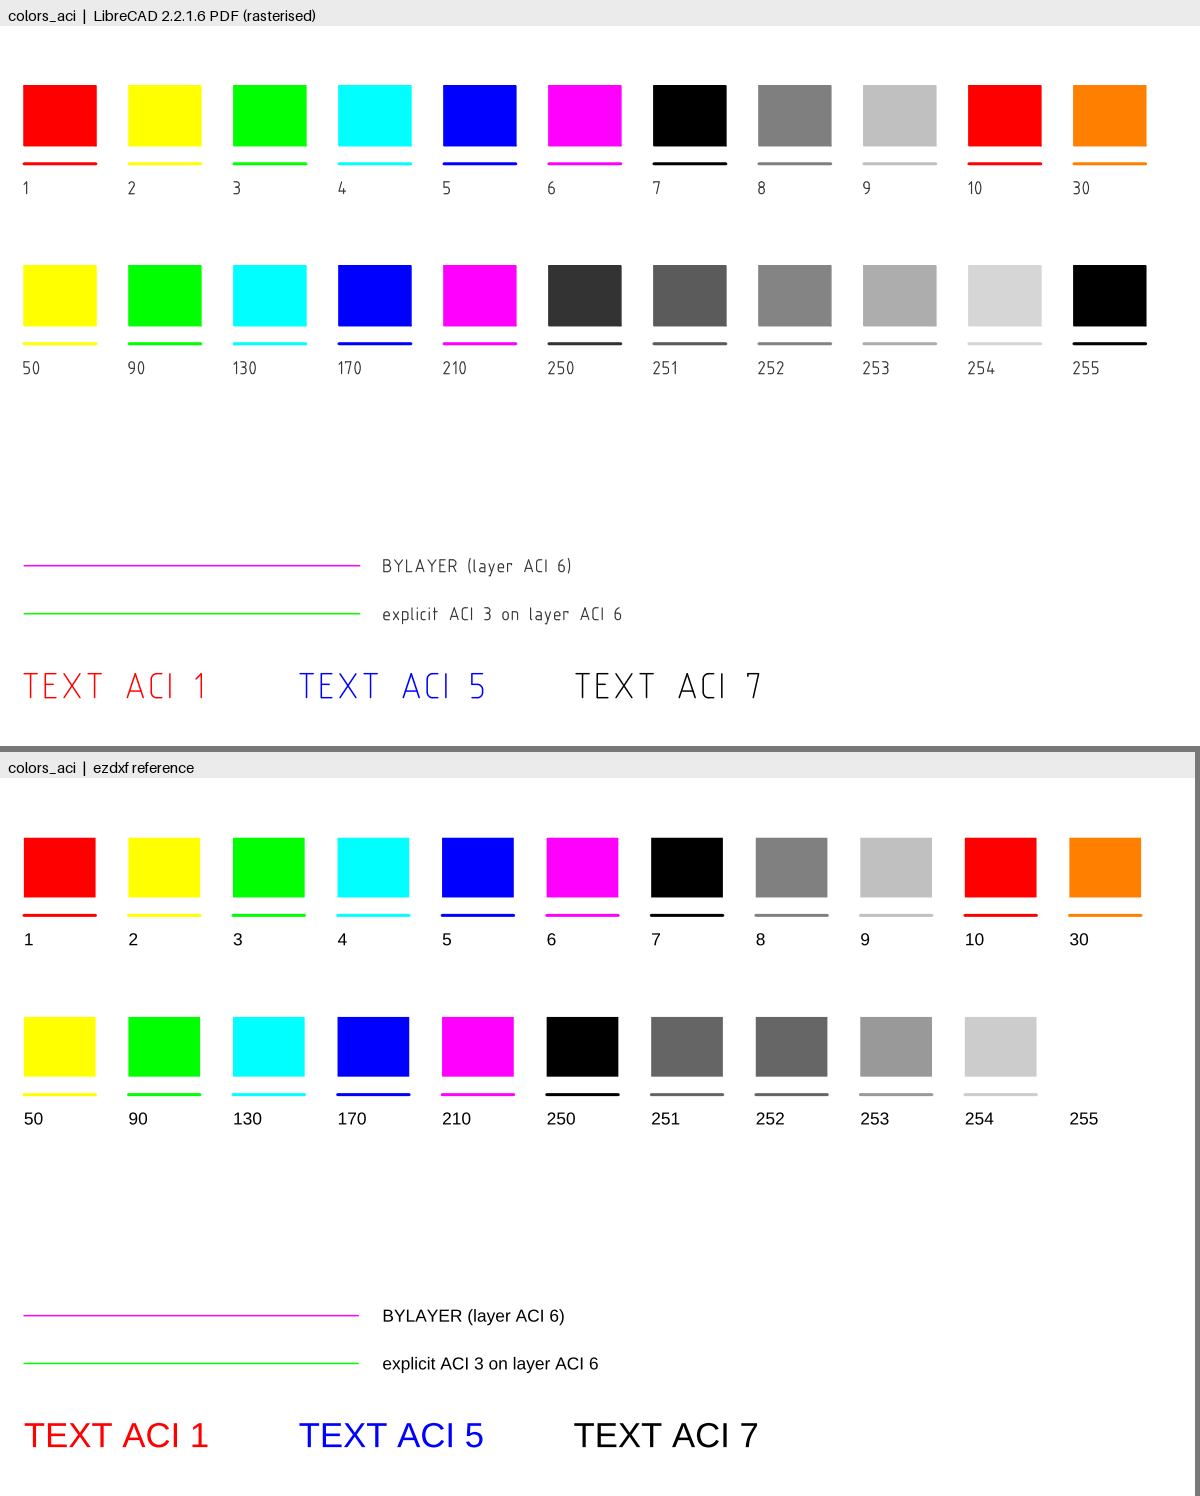 colors_aci | LibreCAD 2.2.1.6 PDF (rasterised)
1 2 3 4 5 6 7 8 9 10 30
50 90 130 170 210 250 251 252 253 254 255
BYLAYER (layer ACI 6)
explicit ACI 3 on layer ACI 6
TEXT ACI 1 TEXT ACI 5 TEXT ACI 7
colors_aci | ezdxf reference
1 2 3 4 5 6 7 8 9 10 30
50 90 130 170 210 250 251 252 253 254 255
BYLAYER (layer ACI 6)
explicit ACI 3 on layer ACI 6
TEXT ACI 1 TEXT ACI 5 TEXT ACI 7